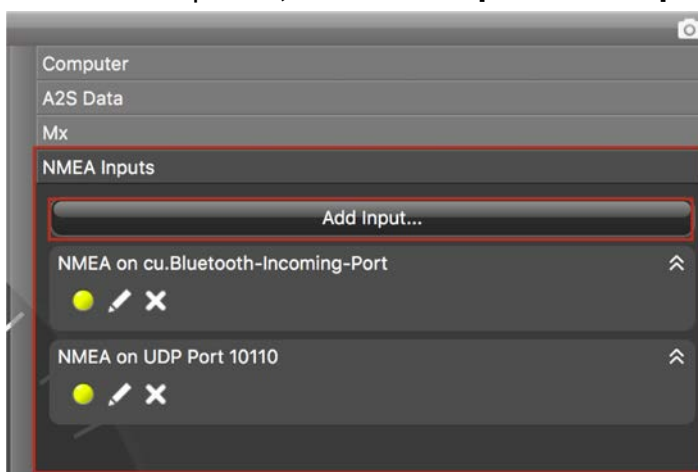 Computer
A2S Data
Mx
NMEA Inputs
Add Input...
NMEA on cu.Bluetooth-Incoming-Port
NMEA on UDP Port 10110